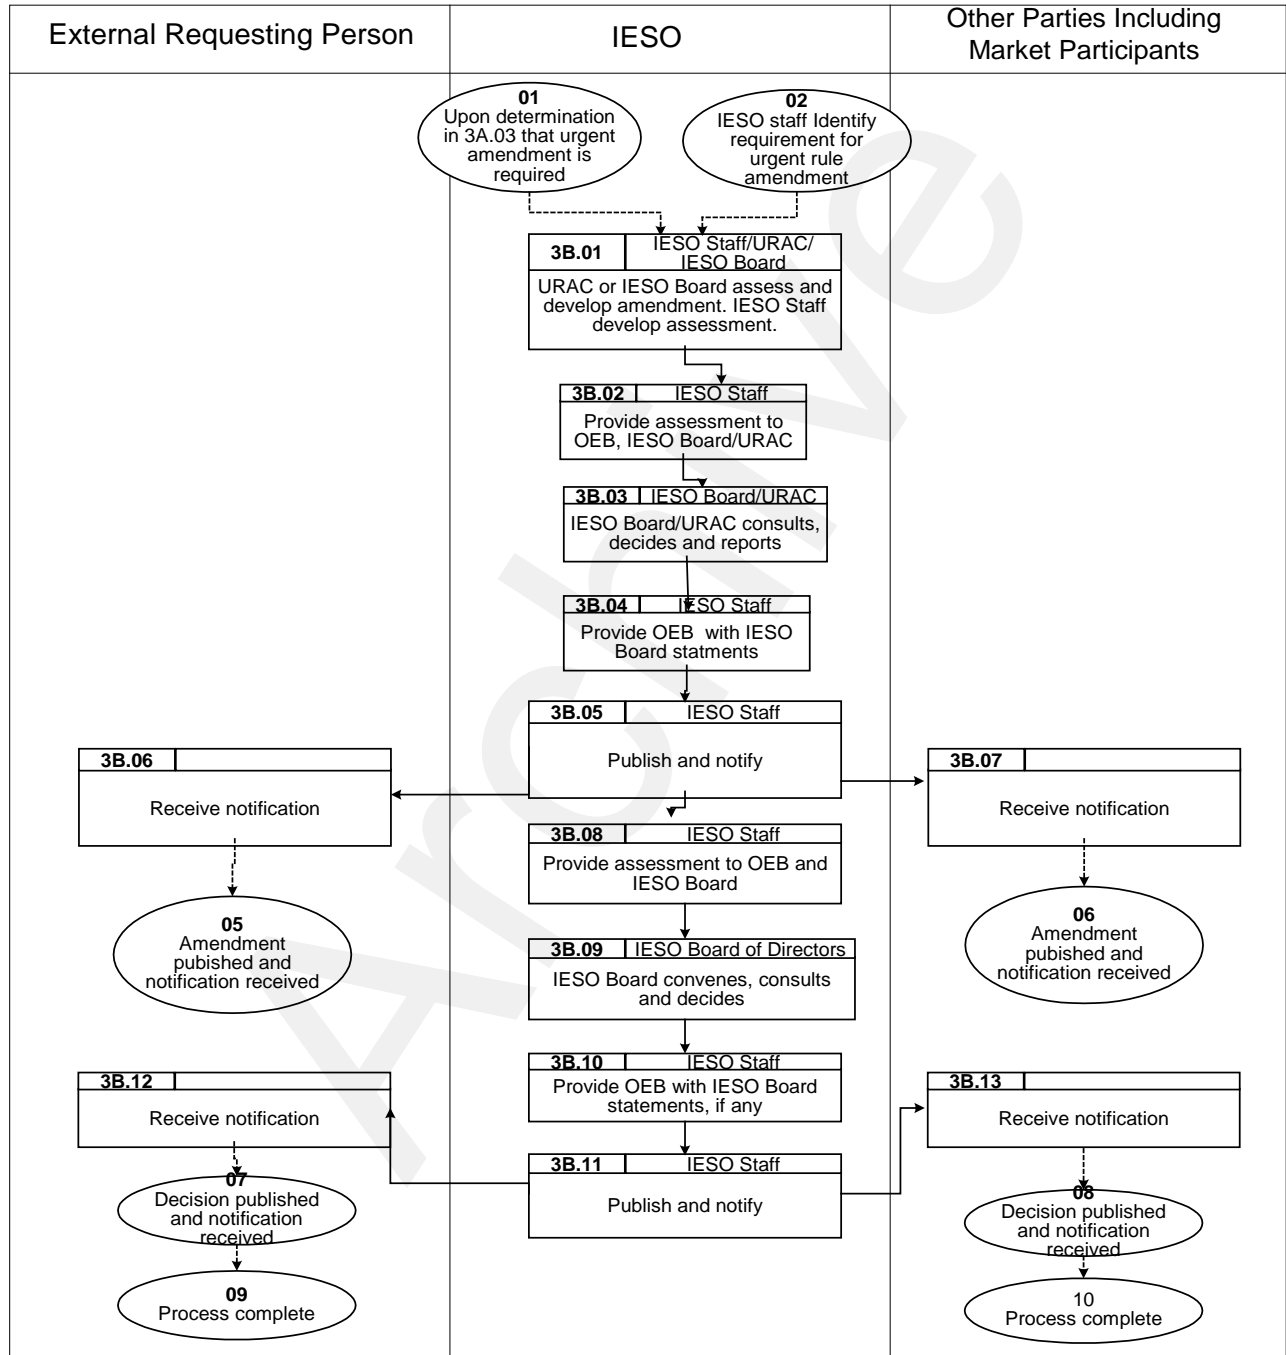 External Requesting Person
IESO
Other Parties Including
Market Participants
01
Upon determination
in 3A.03 that urgent
amendment is
required
02
IESO staff Identify
requirement for
urgent rule
amendment
3B.01
IESO Staff/URAC/
IESO Board
URAC or IESO Board assess and
develop amendment. IESO Staff
develop assessment.
3B.02
IESO Staff
Provide assessment to
OEB, IESO Board/URAC
3B.03
IESO Board/URAC
IESO Board/URAC consults,
decides and reports
3B.04
IESO Staff
Provide OEB with IESO
Board statments
3B.05
IESO Staff
Publish and notify
3B.06
Receive notification
3B.07
Receive notification
3B.08
IESO Staff
Provide assessment to OEB and
IESO Board
05
Amendment
pubished and
notification received
06
Amendment
pubished and
notification received
3B.09
IESO Board of Directors
IESO Board convenes, consults
and decides
3B.10
IESO Staff
Provide OEB with IESO Board
statements, if any
3B.12
Receive notification
3B.13
Receive notification
3B.11
IESO Staff
Publish and notify
07
Decision published
and notification
received
08
Decision published
and notification
received
09
Process complete
10
Process complete
Archive